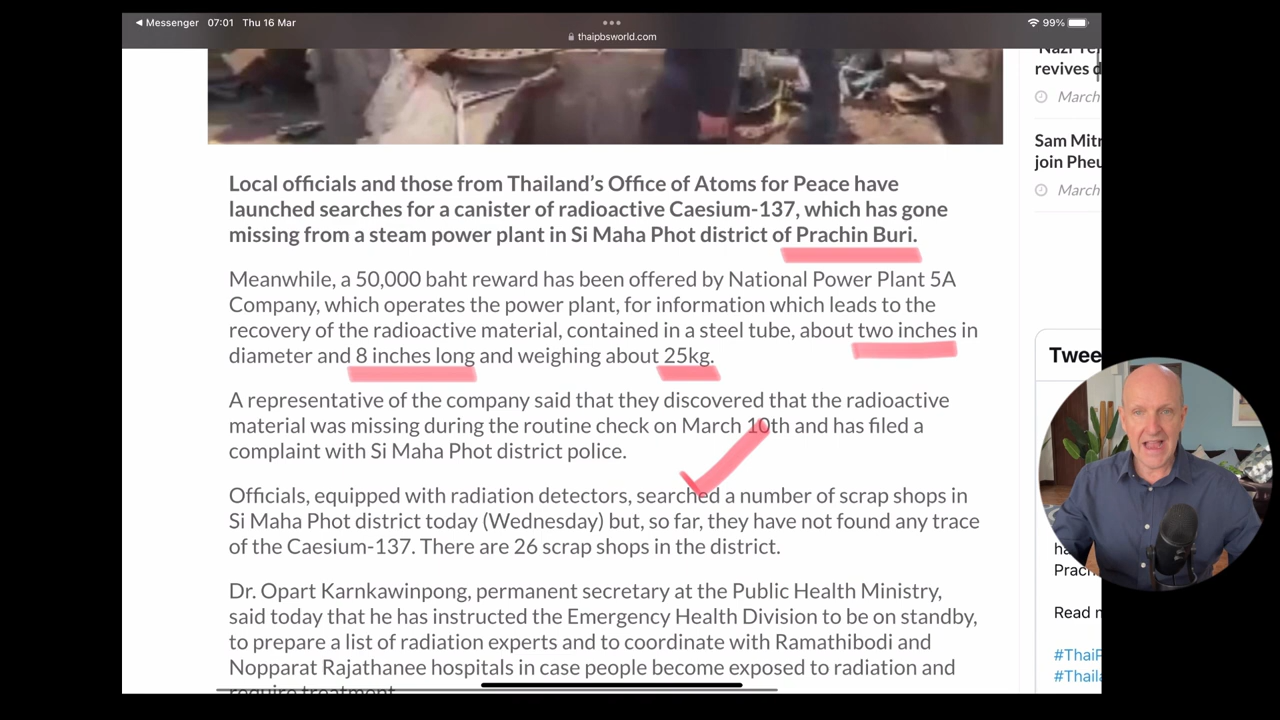 Messenger 07:01 Thu 16 Mar
99%
thaipbsworld.com
revives
March
Sam
join
March
Local officials and those from Thailand’s Office of Atoms for Peace have
launched searches for a canister of radioactive Caesium-137, which has gone
missing from a steam power plant in Si Maha Phot district of Prachin Buri.
Meanwhile, a 50,000 baht reward has been offered by National Power Plant 5A
Company, which operates the power plant, for information which leads to the
recovery of the radioactive material, contained in a steel tube, about two inches in
diameter and 8 inches long and weighing about 25kg.
A representative of the company said that they discovered that the radioactive
material was missing during the routine check on March 10th and has filed a
complaint with Si Maha Phot district police.
Officials, equipped with radiation detectors, searched a number of scrap shops in
Si Maha Phot district today (Wednesday) but, so far, they have not found any trace
of the Caesium-137. There are 26 scrap shops in the district.
Dr. Opart Karnkawinpong, permanent secretary at the Public Health Ministry,
said today that he has instructed the Emergency Health Division to be on standby,
to prepare a list of radiation experts and to coordinate with Ramathibodi and
Nopparat Rajathanee hospitals in case people become exposed to radiation and
require treatment.
Read